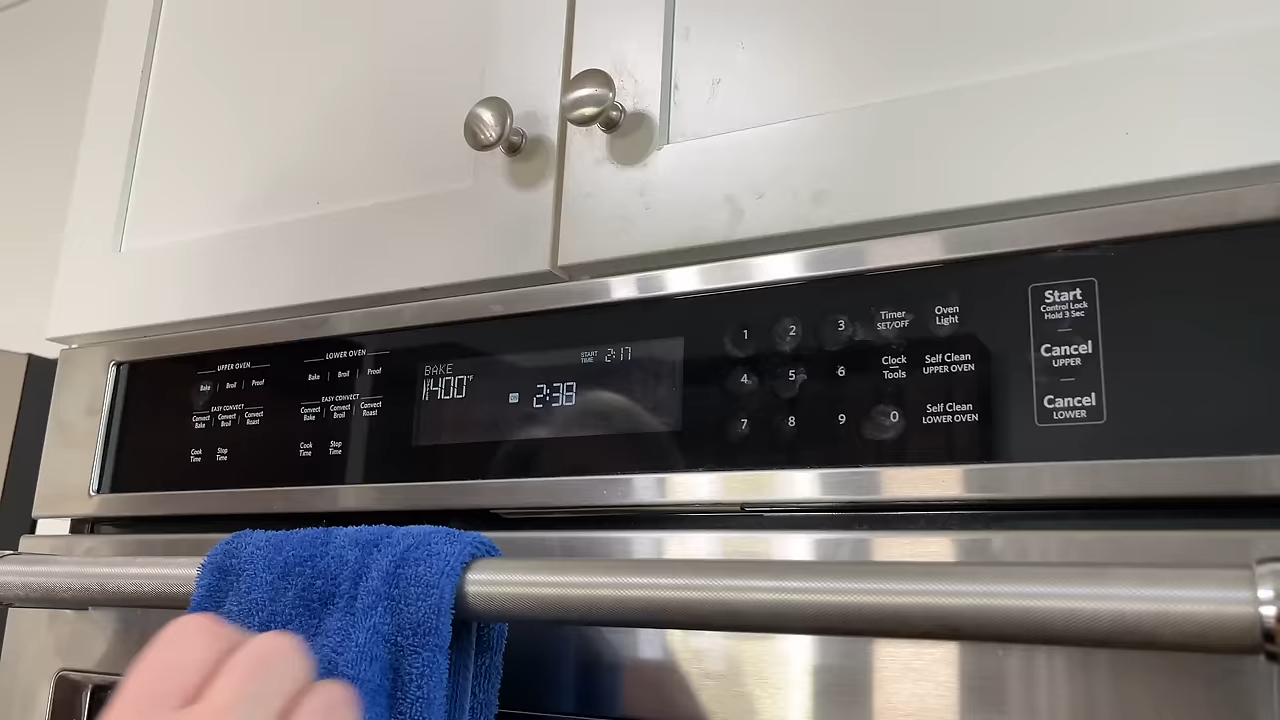 UPPER OVEN
Bake | Broil | Proof
EASY CONVECT
Convect Bake | Convect Broil | Convect Roast
Cook Time | Stop Time
LOWER OVEN
Bake | Broil | Proof
EASY CONVECT
Convect Bake | Convect Broil | Convect Roast
Cook Time | Stop Time
BAKE
400°F
ON
2:38
START TIME 2:17
1 2 3
4 5 6
7 8 9 0
Timer
SET/OFF
Oven
Light
Clock
Tools
Self Clean
UPPER OVEN
Self Clean
LOWER OVEN
Start
Control Lock
Hold 3 Sec
Cancel
UPPER
Cancel
LOWER